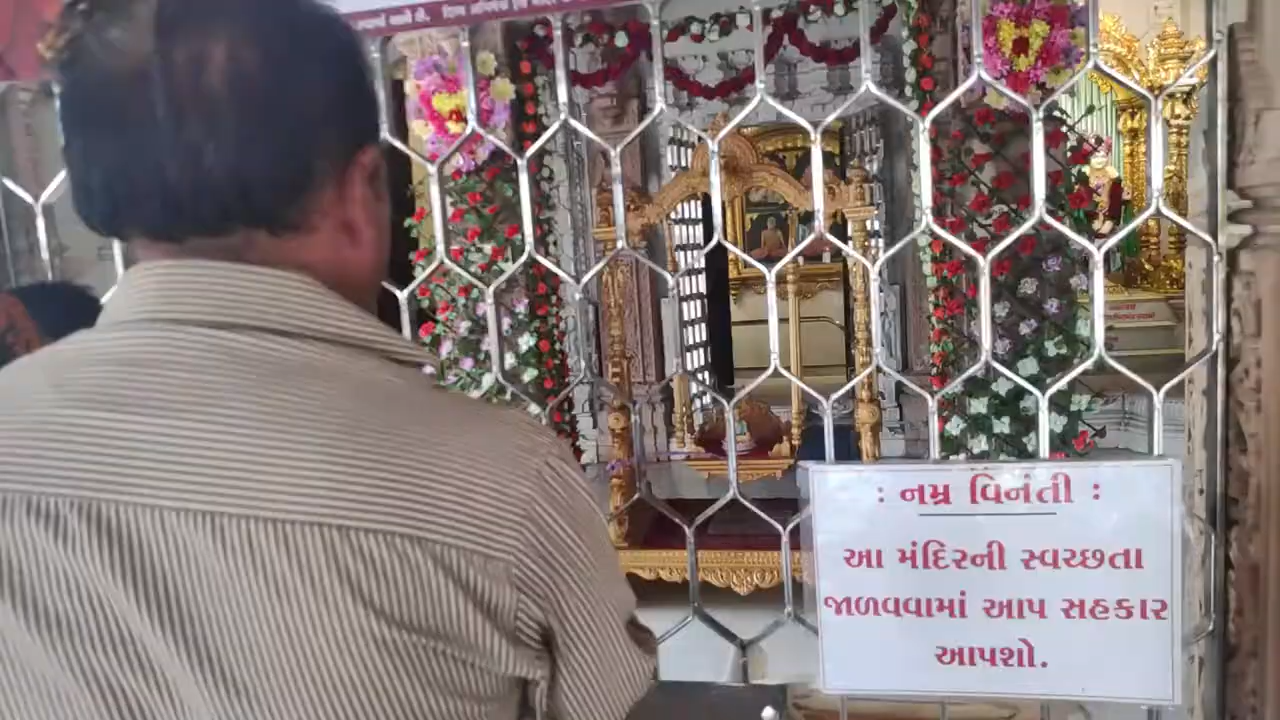 : નમ્ર વિનંતી :
આ મંદિરની સ્વચ્છતા
જાળવવામાં આપ સહકાર
આપશો.